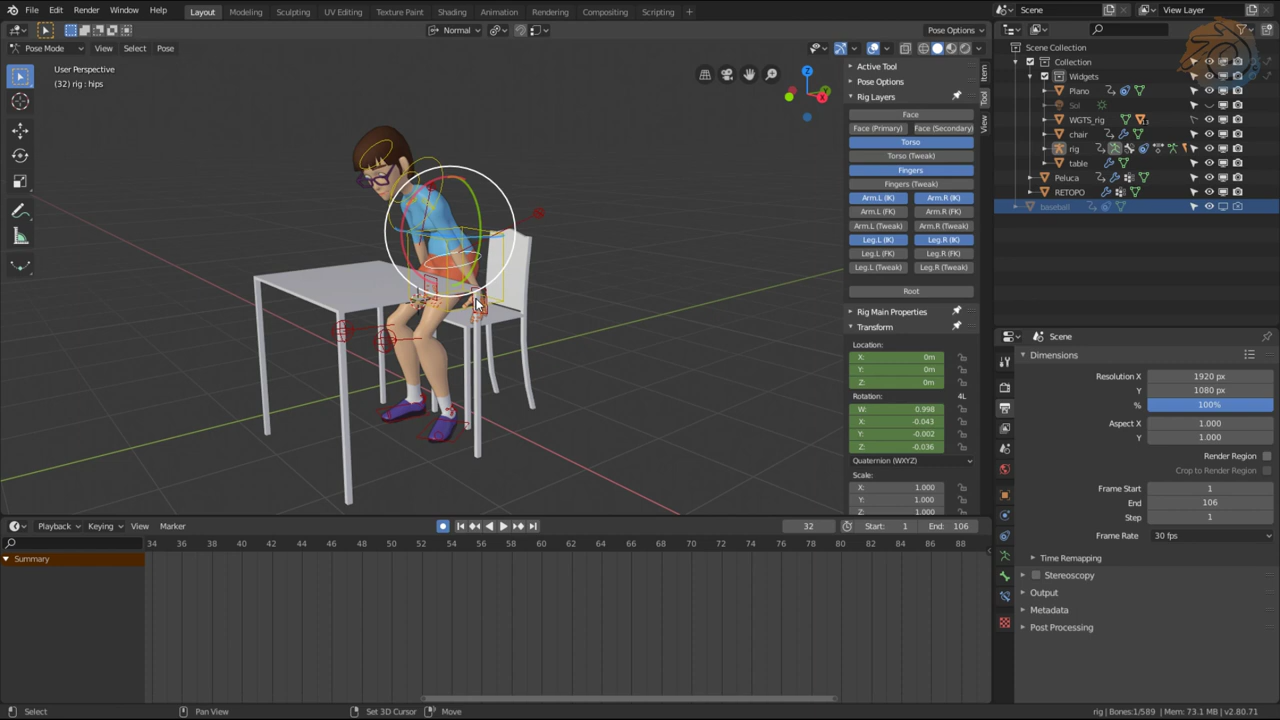 File Edit Render Window Help Layout Modeling Sculpting UV Editing Texture Paint Shading Animation Rendering Compositing Scripting +
Scene View Layer
Normal Pose Options
Pose Mode View Select Pose
User Perspective
(32) rig : hips
Z
Y
X
Item
Tool
View
Active Tool
Pose Options
Rig Layers
Face
Face (Primary) Face (Secondary)
Torso
Torso (Tweak)
Fingers
Fingers (Tweak)
Arm.L (IK) Arm.R (IK)
Arm.L (FK) Arm.R (FK)
Arm.L (Tweak) Arm.R (Tweak)
Leg.L (IK) Leg.R (IK)
Leg.L (FK) Leg.R (FK)
Leg.L (Tweak) Leg.R (Tweak)
Root
Rig Main Properties
Transform
Location:
X: 0m
Y: 0m
Z: 0m
Rotation: 4L
W: 0.998
X: -0.043
Y: -0.002
Z: -0.036
Quaternion (WXYZ)
Scale:
X: 1.000
Y: 1.000
Z: 1.000
Scene Collection
Collection
Widgets
Plano
Sol
WGTS_rig
chair
rig
table
Peluca
RETOPO
baseball
Scene
Dimensions
Resolution X 1920 px
Y 1080 px
% 100%
Aspect X 1.000
Y 1.000
Render Region
Crop to Render Region
Frame Start 1
End 106
Step 1
Frame Rate 30 fps
Time Remapping
Stereoscopy
Output
Metadata
Post Processing
Playback Keying View Marker 32 Start: 1 End: 106
34 36 38 40 42 44 46 48 50 52 54 56 58 60 62 64 66 68 70 72 74 76 78 80 82 84 86 88
Summary
Select Pan View Set 3D Cursor Move rig | Bones:1/589 | Mem: 73.1 MB | v2.80.71